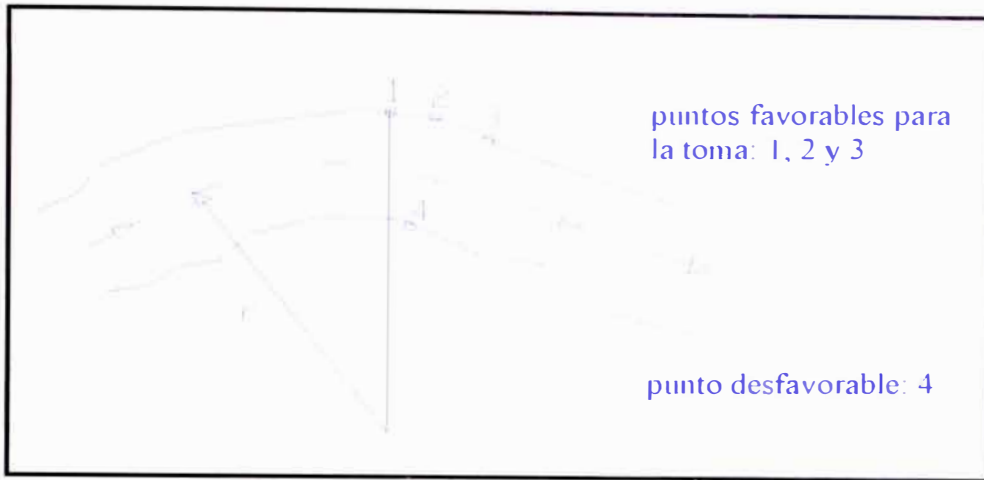 puntos favorables para
la toma: 1, 2 y 3
punto desfavorable: 4